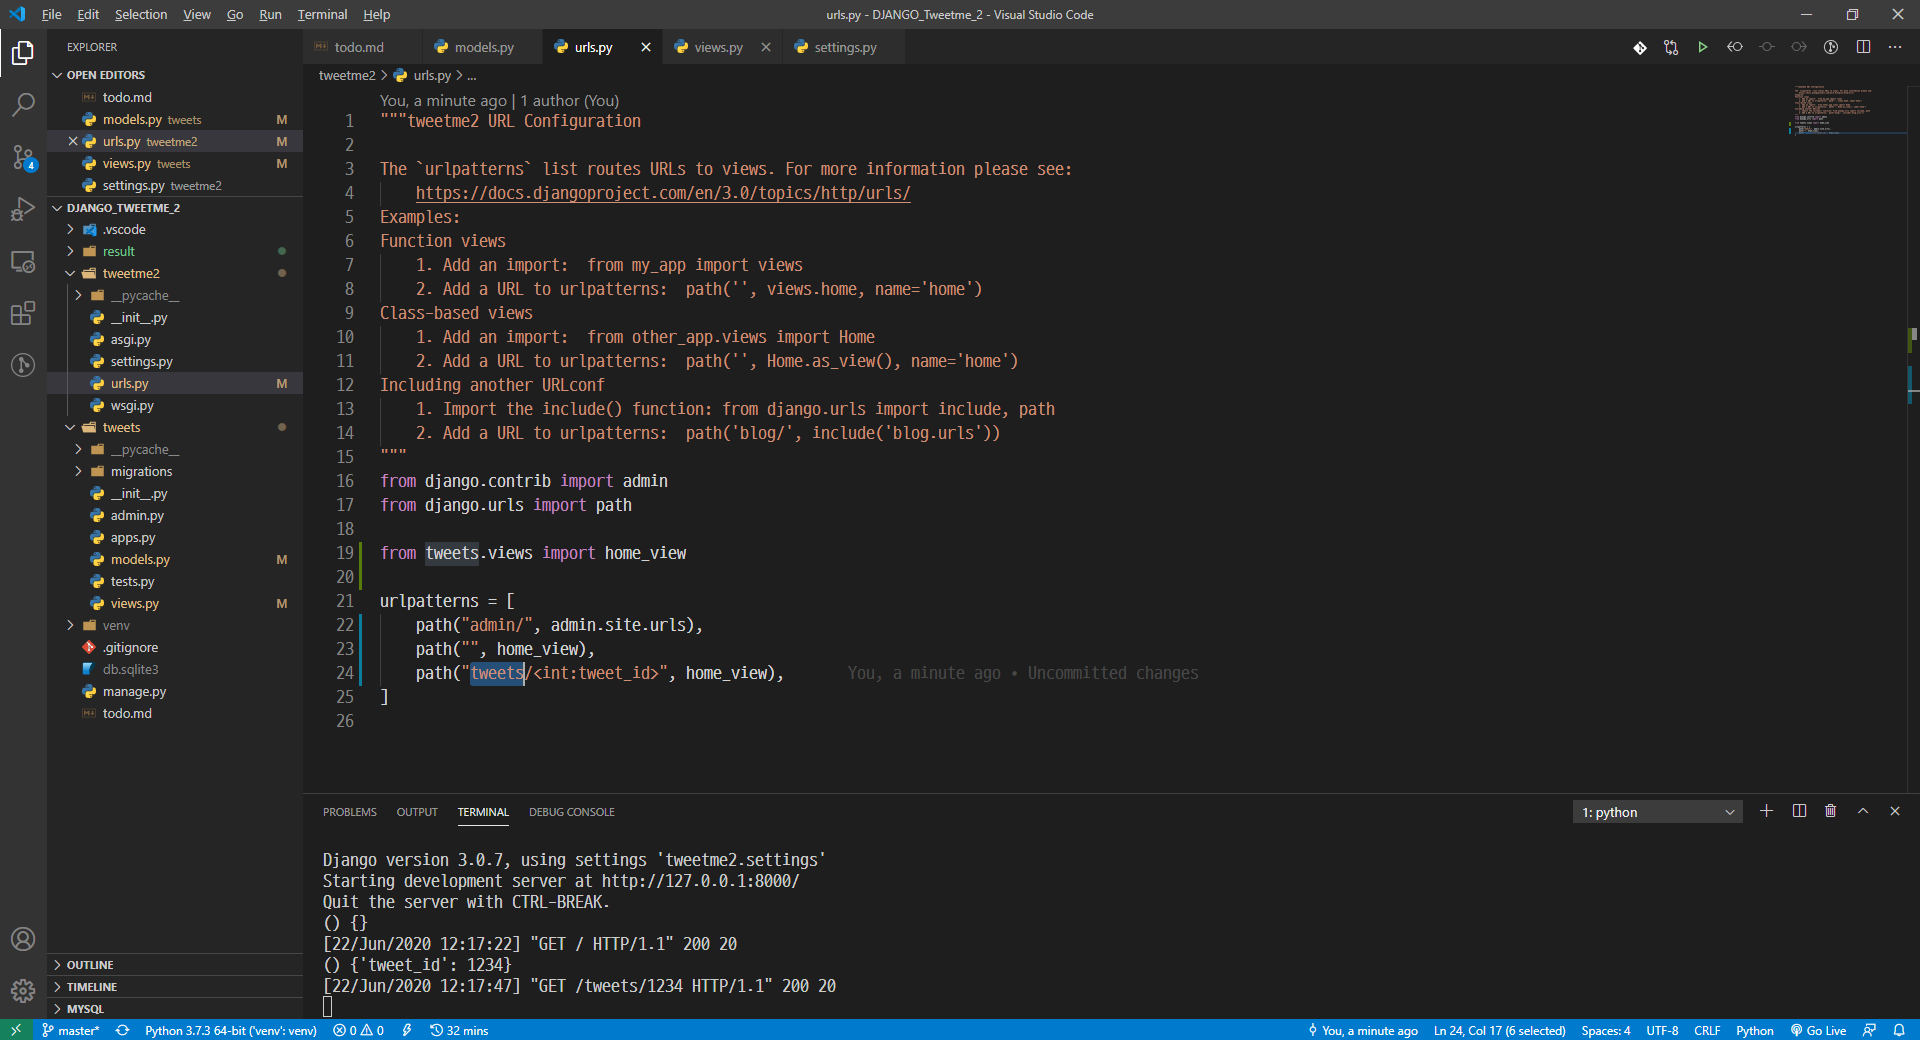 File Edit Selection View Go Run Terminal Help
urls.py - DJANGO_Tweetme_2 - Visual Studio Code
EXPLORER
OPEN EDITORS
todo.md
models.py tweets M
urls.py tweetme2 M
views.py tweets M
settings.py tweetme2
DJANGO_TWEETME_2
.vscode
result
tweetme2
__pycache__
__init__.py
asgi.py
settings.py
urls.py M
wsgi.py
tweets
__pycache__
migrations
__init__.py
admin.py
apps.py
models.py M
tests.py
views.py M
venv
.gitignore
db.sqlite3
manage.py
todo.md
OUTLINE
TIMELINE
MYSQL
4
todo.md models.py urls.py views.py settings.py
tweetme2 > urls.py > ...
You, a minute ago | 1 author (You)
1 """tweetme2 URL Configuration
2
3 The `urlpatterns` list routes URLs to views. For more information please see:
4 https://docs.djangoproject.com/en/3.0/topics/http/urls/
5 Examples:
6 Function views
7 1. Add an import:  from my_app import views
8 2. Add a URL to urlpatterns:  path('', views.home, name='home')
9 Class-based views
10 1. Add an import:  from other_app.views import Home
11 2. Add a URL to urlpatterns:  path('', Home.as_view(), name='home')
12 Including another URLconf
13 1. Import the include() function: from django.urls import include, path
14 2. Add a URL to urlpatterns:  path('blog/', include('blog.urls'))
15 """
16 from django.contrib import admin
17 from django.urls import path
18
19 from tweets.views import home_view
20
21 urlpatterns = [
22 path("admin/", admin.site.urls),
23 path("", home_view),
24 path("tweets/<int:tweet_id>", home_view), You, a minute ago • Uncommitted changes
25 ]
26
PROBLEMS OUTPUT TERMINAL DEBUG CONSOLE
1: python
Django version 3.0.7, using settings 'tweetme2.settings'
Starting development server at http://127.0.0.1:8000/
Quit the server with CTRL-BREAK.
() {}
[22/Jun/2020 12:17:22] "GET / HTTP/1.1" 200 20
() {'tweet_id': 1234}
[22/Jun/2020 12:17:47] "GET /tweets/1234 HTTP/1.1" 200 20
master* Python 3.7.3 64-bit ('venv': venv) 0 0 32 mins You, a minute ago Ln 24, Col 17 (6 selected) Spaces: 4 UTF-8 CRLF Python Go Live